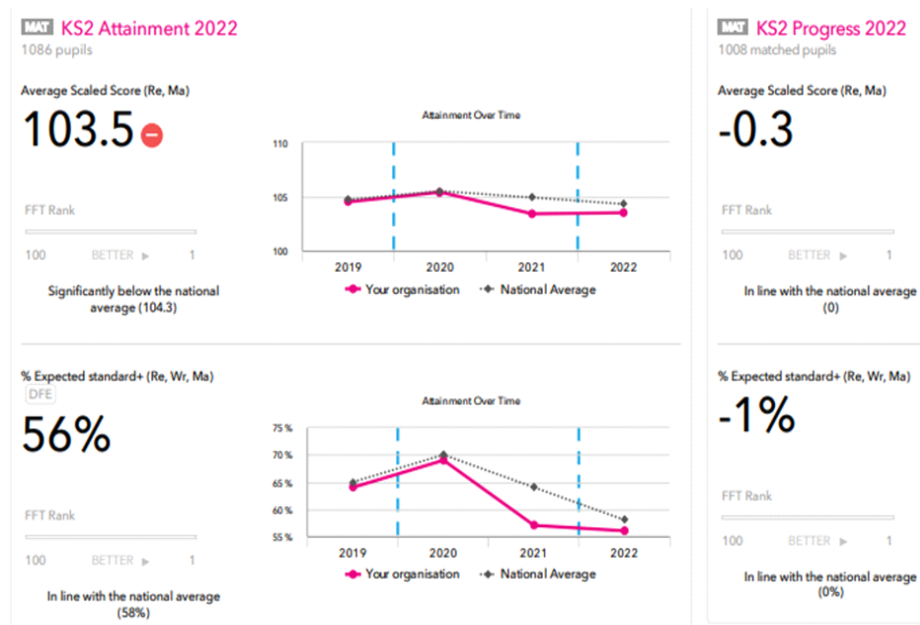 MAT KS2 Attainment 2022
1086 pupils
Average Scaled Score (Re, Ma)
103.5
FFT Rank
100 BETTER ▶ 1
Significantly below the national
average (104.3)
Attainment Over Time
110
105
100
2019 2020 2021 2022
Your organisation National Average
% Expected standard+ (Re, Wr, Ma)
DFE
56%
FFT Rank
100 BETTER ▶ 1
In line with the national average
(58%)
Attainment Over Time
75%
70%
65%
60%
55%
2019 2020 2021 2022
Your organisation National Average
MAT KS2 Progress 2022
1008 matched pupils
Average Scaled Score (Re, Ma)
-0.3
FFT Rank
100 BETTER ▶ 1
In line with the national average
(0)
% Expected standard+ (Re, Wr, Ma)
-1%
FFT Rank
100 BETTER ▶ 1
In line with the national average
(0%)